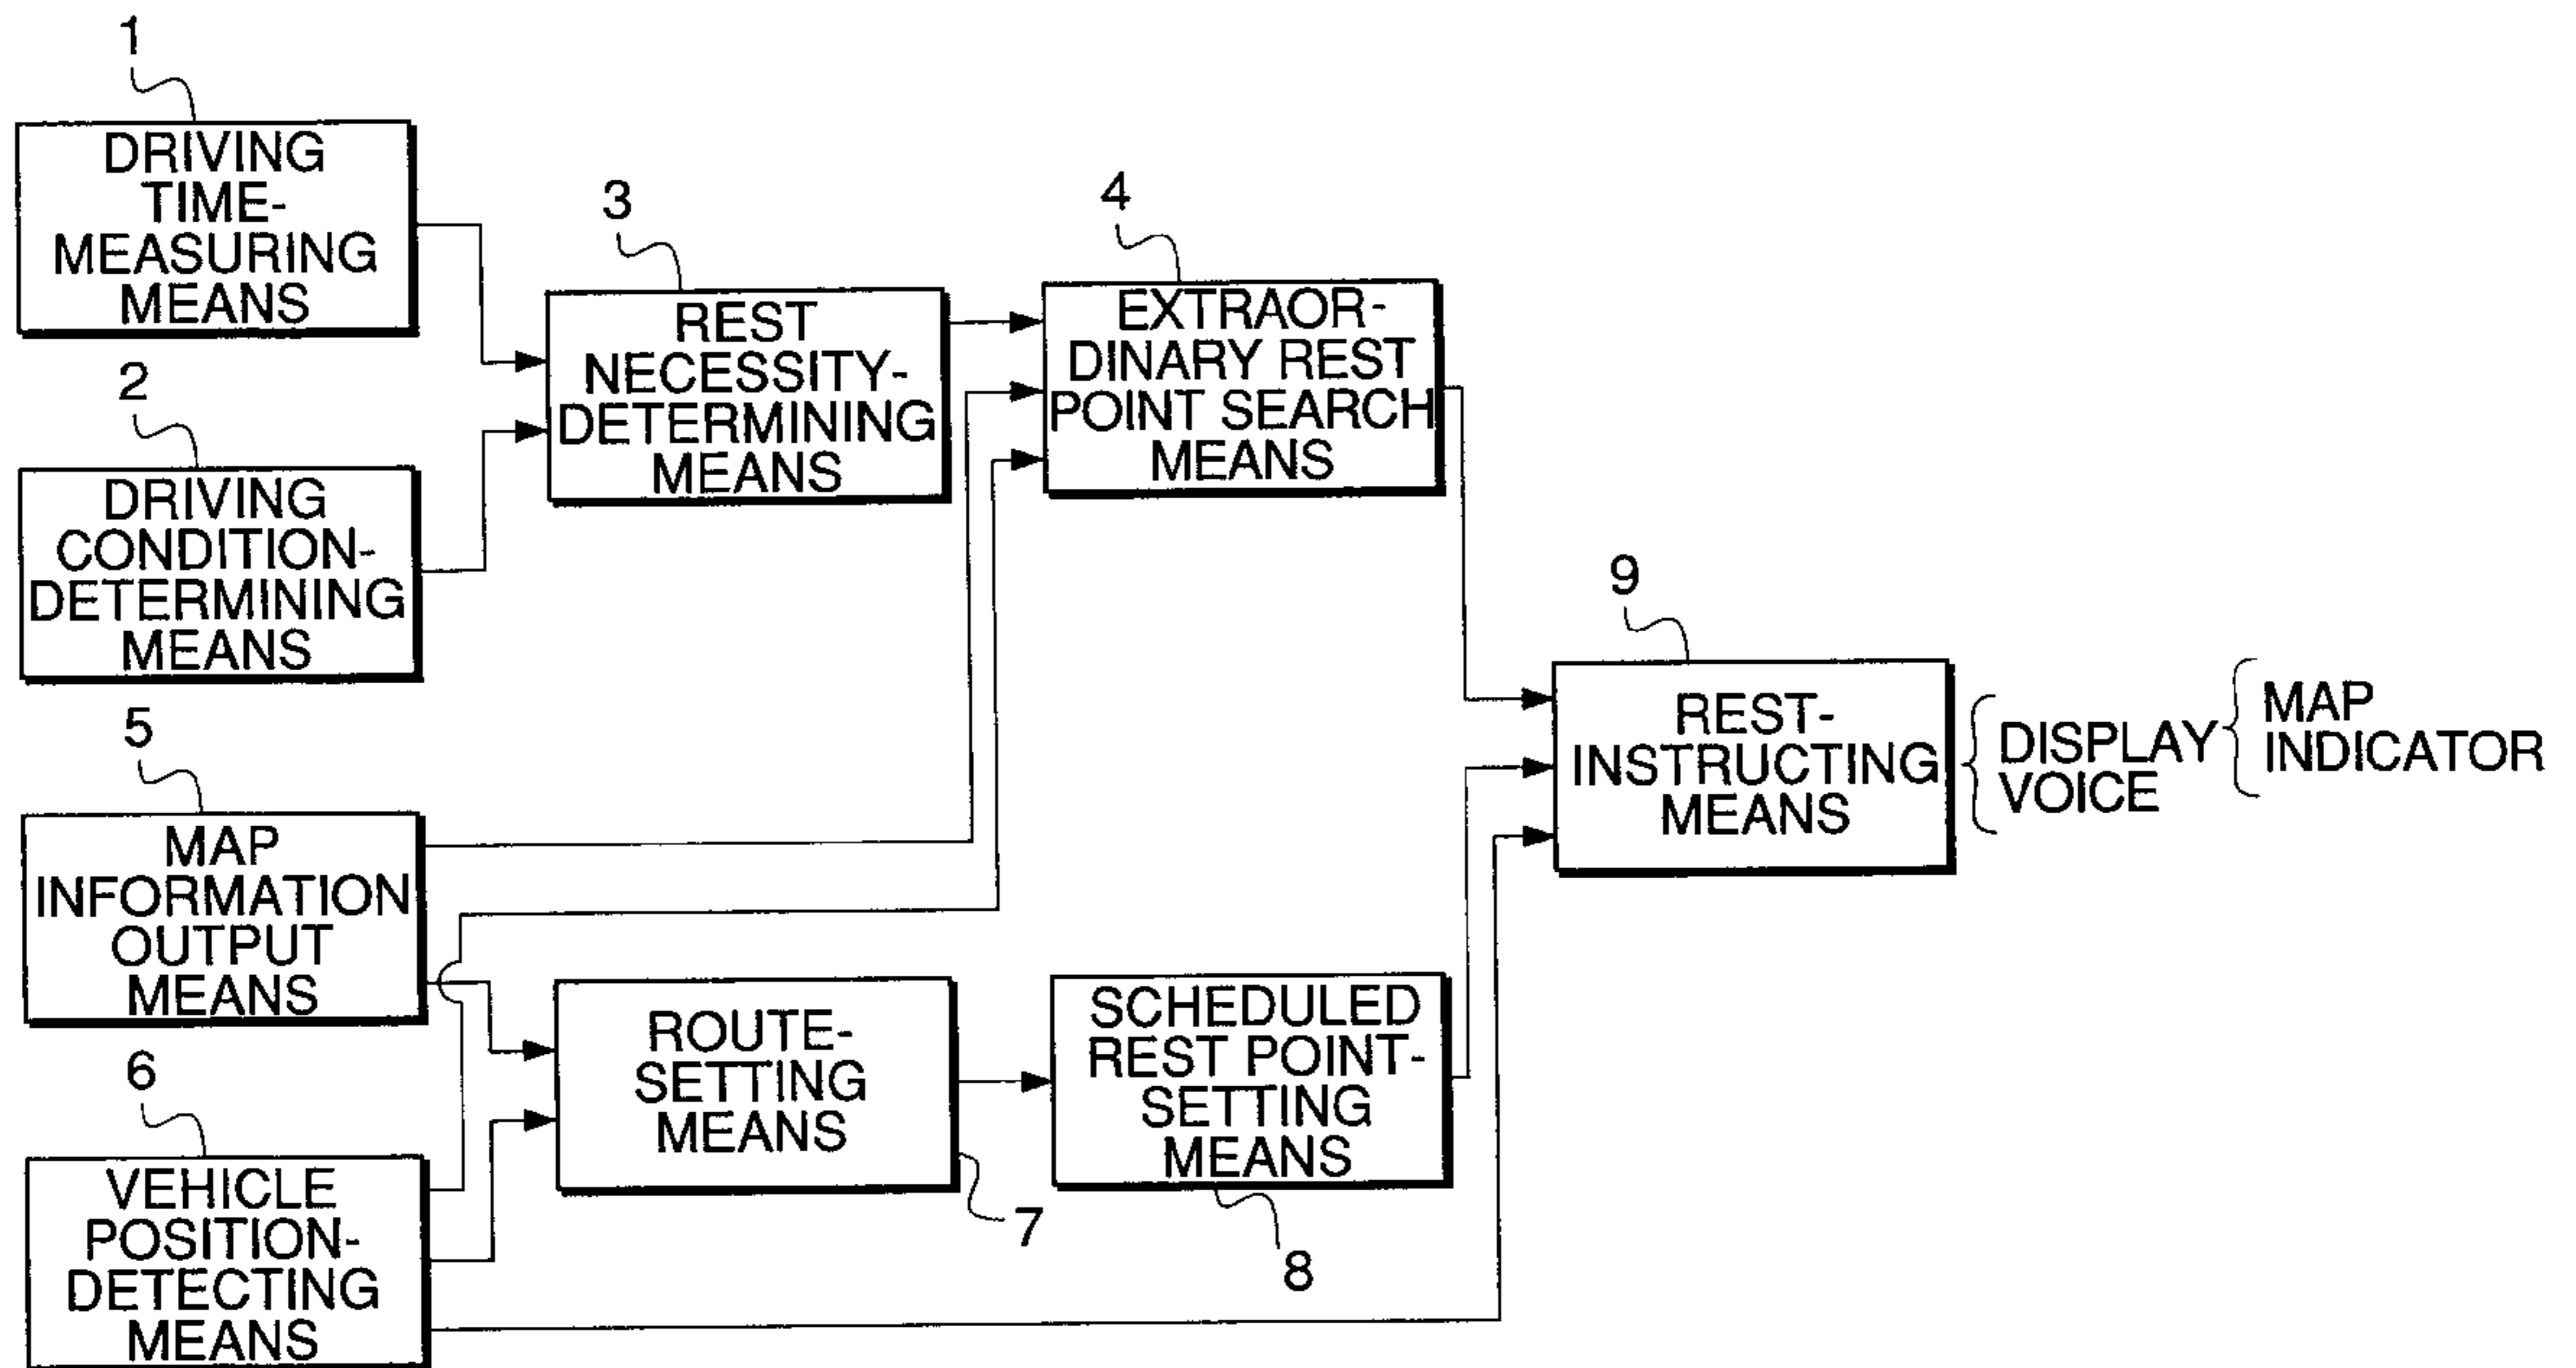 1
DRIVING
TIME-
MEASURING
MEANS
2
DRIVING
CONDITION-
DETERMINING
MEANS
3
REST
NECESSITY-
DETERMINING
MEANS
4
EXTRAOR-
DINARY REST
POINT SEARCH
MEANS
5
MAP
INFORMATION
OUTPUT
MEANS
6
VEHICLE
POSITION-
DETECTING
MEANS
ROUTE-
SETTING
MEANS
7
SCHEDULED
REST POINT-
SETTING
MEANS
8
9
REST-
INSTRUCTING
MEANS
DISPLAY
VOICE
MAP
INDICATOR